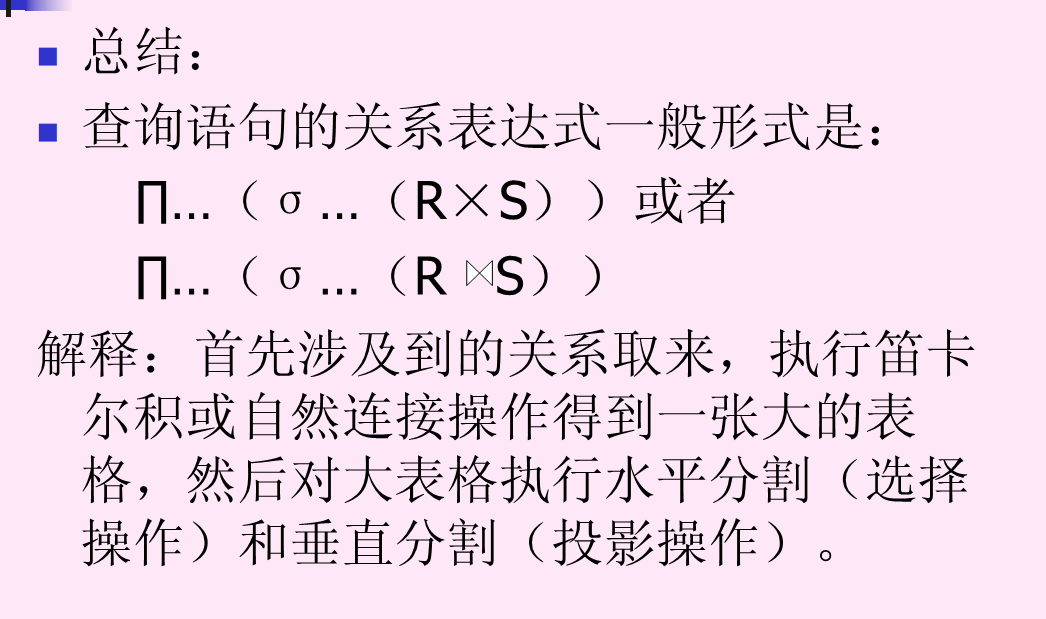 总结：
查询语句的关系表达式一般形式是：
∏…（σ…（R×S））或者
∏…（σ…（R⋈S））
解释：首先涉及到的关系取来，执行笛卡
尔积或自然连接操作得到一张大的表
格，然后对大表格执行水平分割（选择
操作）和垂直分割（投影操作）。